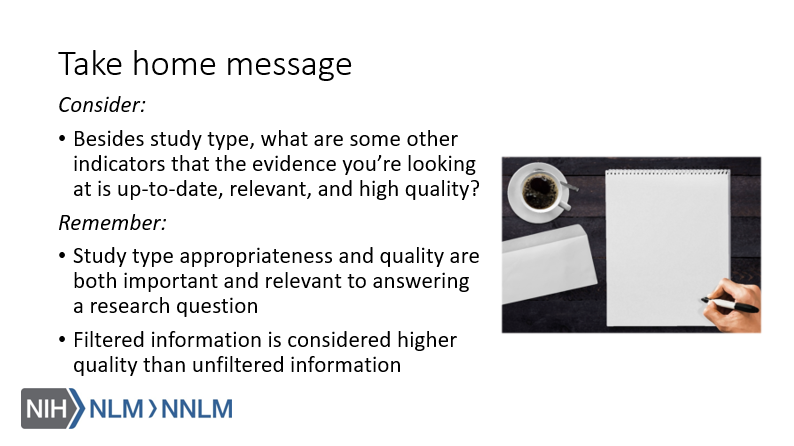 Take home message
Consider:
• Besides study type, what are some other
indicators that the evidence you’re looking
at is up-to-date, relevant, and high quality?
Remember:
• Study type appropriateness and quality are
both important and relevant to answering
a research question
• Filtered information is considered higher
quality than unfiltered information
NIH NLM NNLM